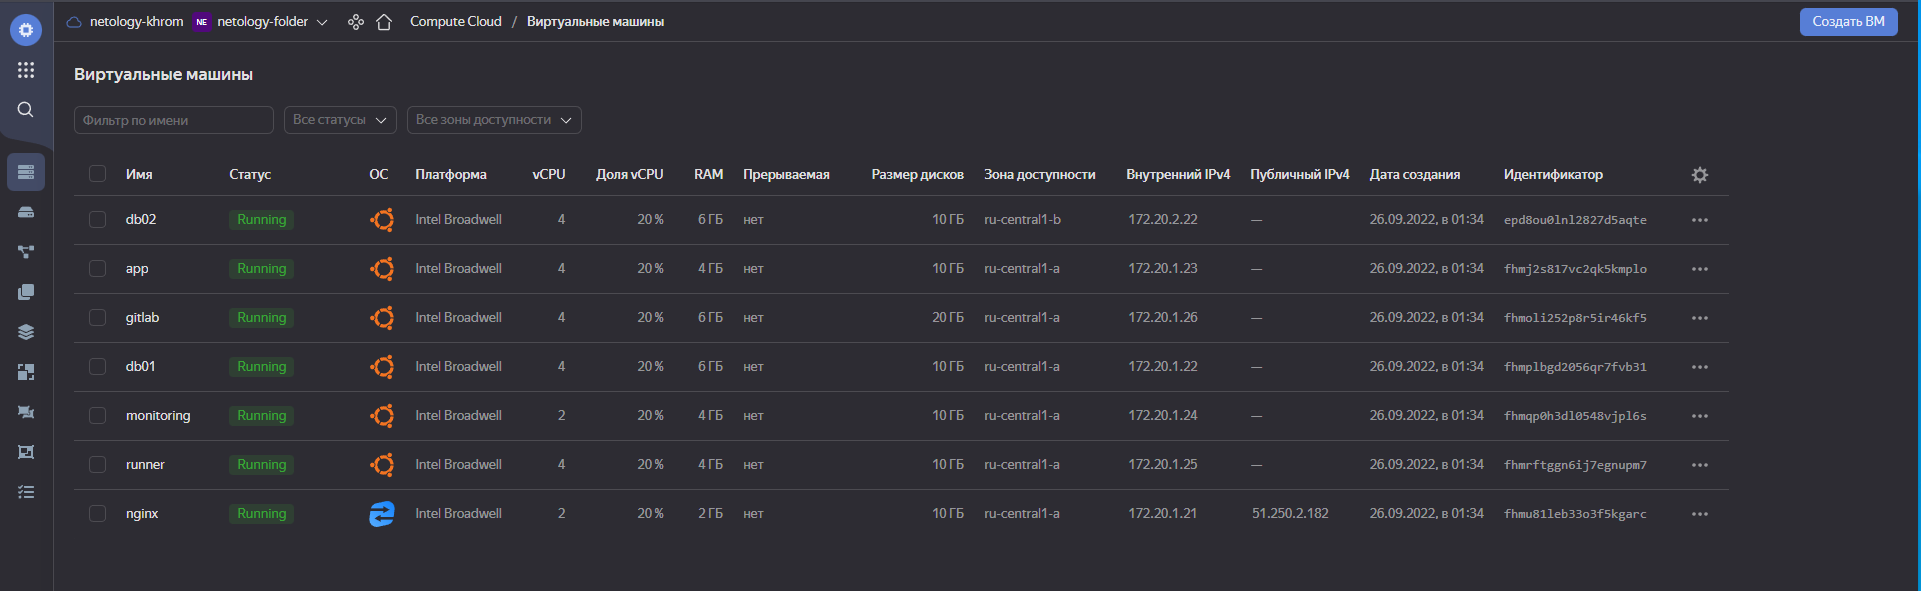 netology-khrom NE netology-folder Compute Cloud / Виртуальные машины Создать ВМ
Виртуальные машины
Фильтр по имени Все статусы Все зоны доступности
Имя Статус ОС Платформа vCPU Доля vCPU RAM Прерываемая Размер дисков Зона доступности Внутренний IPv4 Публичный IPv4 Дата создания Идентификатор
db02 Running Intel Broadwell 4 20 % 6 ГБ нет 10 ГБ ru-central1-b 172.20.2.22 — 26.09.2022, в 01:34 epd8ou0lnl2827d5aqte
app Running Intel Broadwell 4 20 % 4 ГБ нет 10 ГБ ru-central1-a 172.20.1.23 — 26.09.2022, в 01:34 fhmj2s817vc2qk5kmplo
gitlab Running Intel Broadwell 4 20 % 6 ГБ нет 20 ГБ ru-central1-a 172.20.1.26 — 26.09.2022, в 01:34 fhmoli252p8r5ir46kf5
db01 Running Intel Broadwell 4 20 % 6 ГБ нет 10 ГБ ru-central1-a 172.20.1.22 — 26.09.2022, в 01:34 fhmplbgd2056qr7fvb31
monitoring Running Intel Broadwell 2 20 % 4 ГБ нет 10 ГБ ru-central1-a 172.20.1.24 — 26.09.2022, в 01:34 fhmqp0h3dl0548vjpl6s
runner Running Intel Broadwell 4 20 % 4 ГБ нет 10 ГБ ru-central1-a 172.20.1.25 — 26.09.2022, в 01:34 fhmrftggn6ij7egnupm7
nginx Running Intel Broadwell 2 20 % 2 ГБ нет 10 ГБ ru-central1-a 172.20.1.21 51.250.2.182 26.09.2022, в 01:34 fhmu81leb33o3f5kgarc